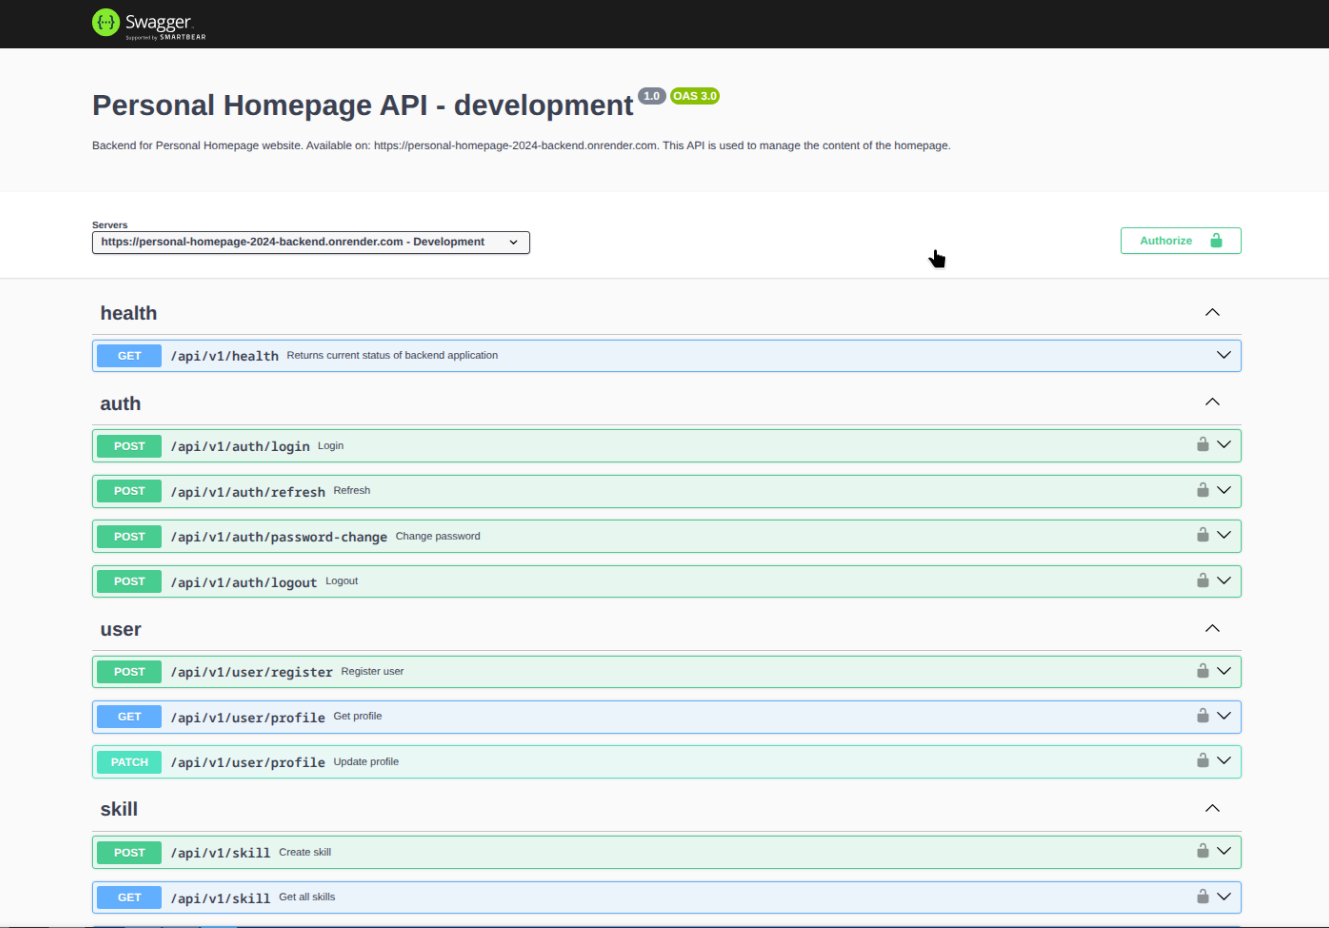 Swagger.
Supported by SMARTBEAR
Personal Homepage API - development 1.0 OAS 3.0
Backend for Personal Homepage website. Available on: https://personal-homepage-2024-backend.onrender.com. This API is used to manage the content of the homepage.
Servers
https://personal-homepage-2024-backend.onrender.com - Development
Authorize
health
GET /api/v1/health Returns current status of backend application
auth
POST /api/v1/auth/login Login
POST /api/v1/auth/refresh Refresh
POST /api/v1/auth/password-change Change password
POST /api/v1/auth/logout Logout
user
POST /api/v1/user/register Register user
GET /api/v1/user/profile Get profile
PATCH /api/v1/user/profile Update profile
skill
POST /api/v1/skill Create skill
GET /api/v1/skill Get all skills